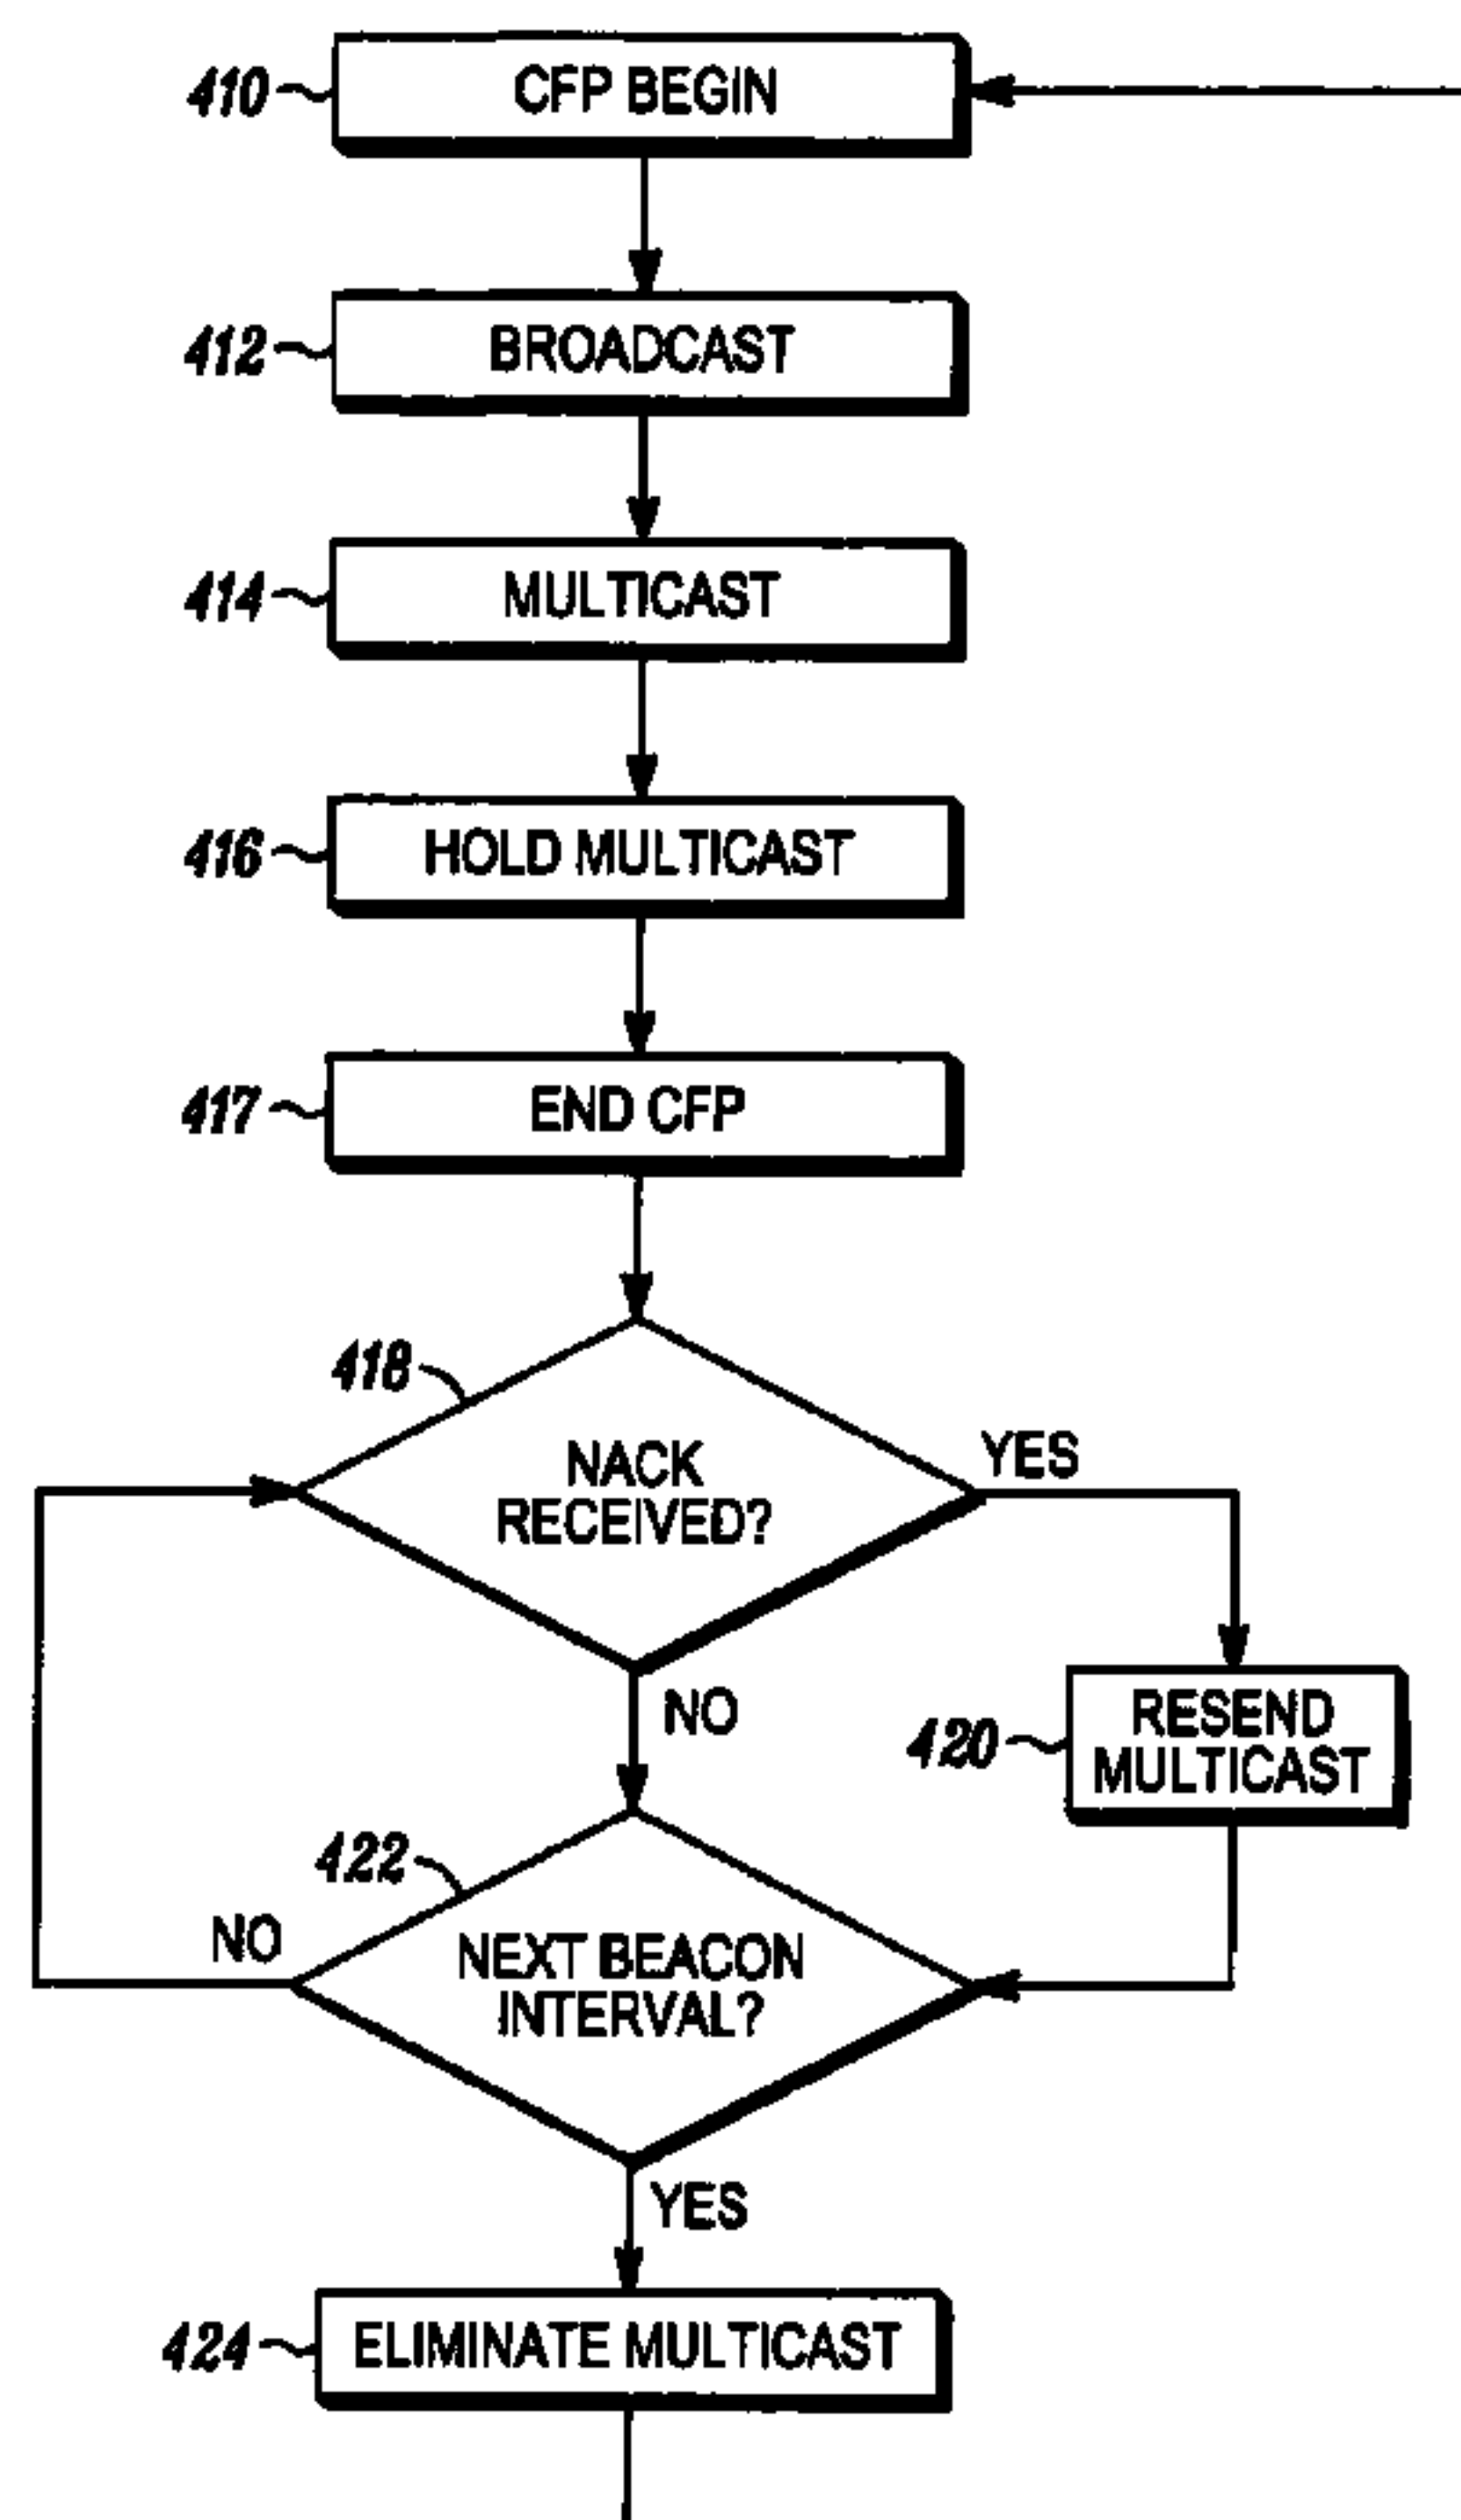 410
CFP BEGIN
412
BROADCAST
414
MULTICAST
416
HOLD MULTICAST
417
END CFP
418
NACK
RECEIVED?
YES
NO
420
RESEND
MULTICAST
422
NO
NEXT BEACON
INTERVAL?
YES
424
ELIMINATE MULTICAST